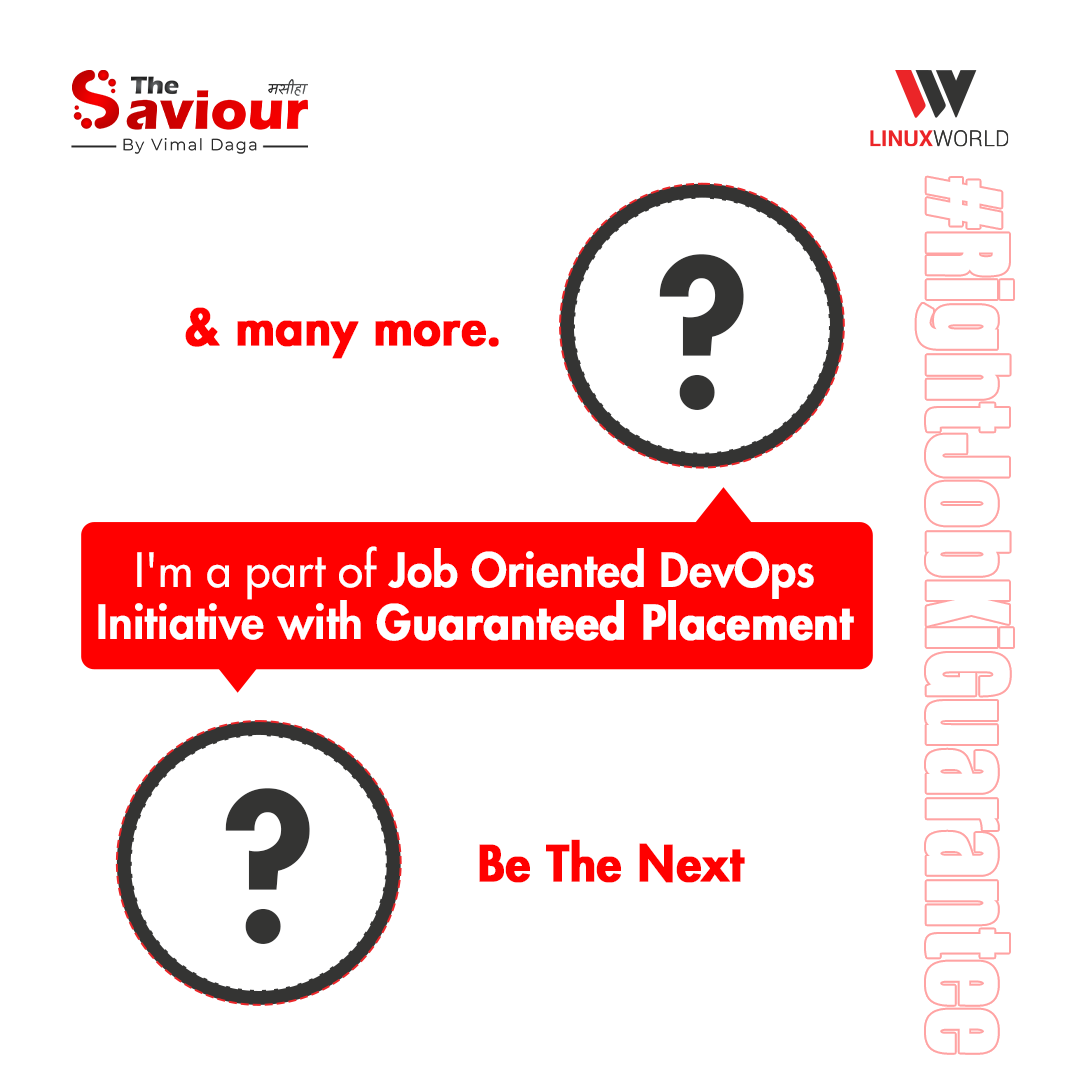 The
मसीहा
Saviour
By Vimal Daga
LINUXWORLD
#RightJobKiGuarantee
?
& many more.
I'm a part of Job Oriented DevOps
Initiative with Guaranteed Placement
?
Be The Next